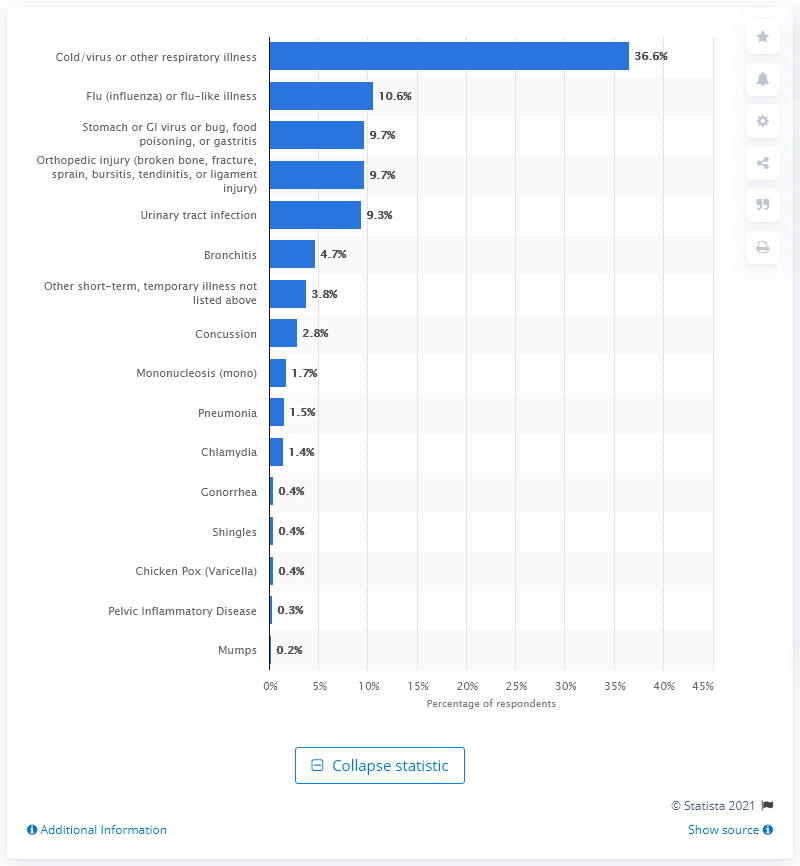 Cold/virus or other respiratory illness
36.6%
Flu (influenza) or flu-like illness
10.6%
Stomach or GI virus or bug, food
poisoning, or gastritis
9.7%
Orthopedic injury (broken bone, fracture,
sprain, bursitis, tendinitis, or ligament
injury)
9.7%
Urinary tract infection
9.3%
Bronchitis
4.7%
Other short-term, temporary illness not
listed above
3.8%
Concussion
2.8%
Mononucleosis (mono)
1.7%
Pneumonia
1.5%
Chlamydia
1.4%
Gonorrhea
0.4%
Shingles
0.4%
Chicken Pox (Varicella)
0.4%
Pelvic Inflammatory Disease
0.3%
Mumps
0.2%
0% 5% 10% 15% 20% 25% 30% 35% 40% 45%
Percentage of respondents
Collapse statistic
© Statista 2021
Additional Information
Show source